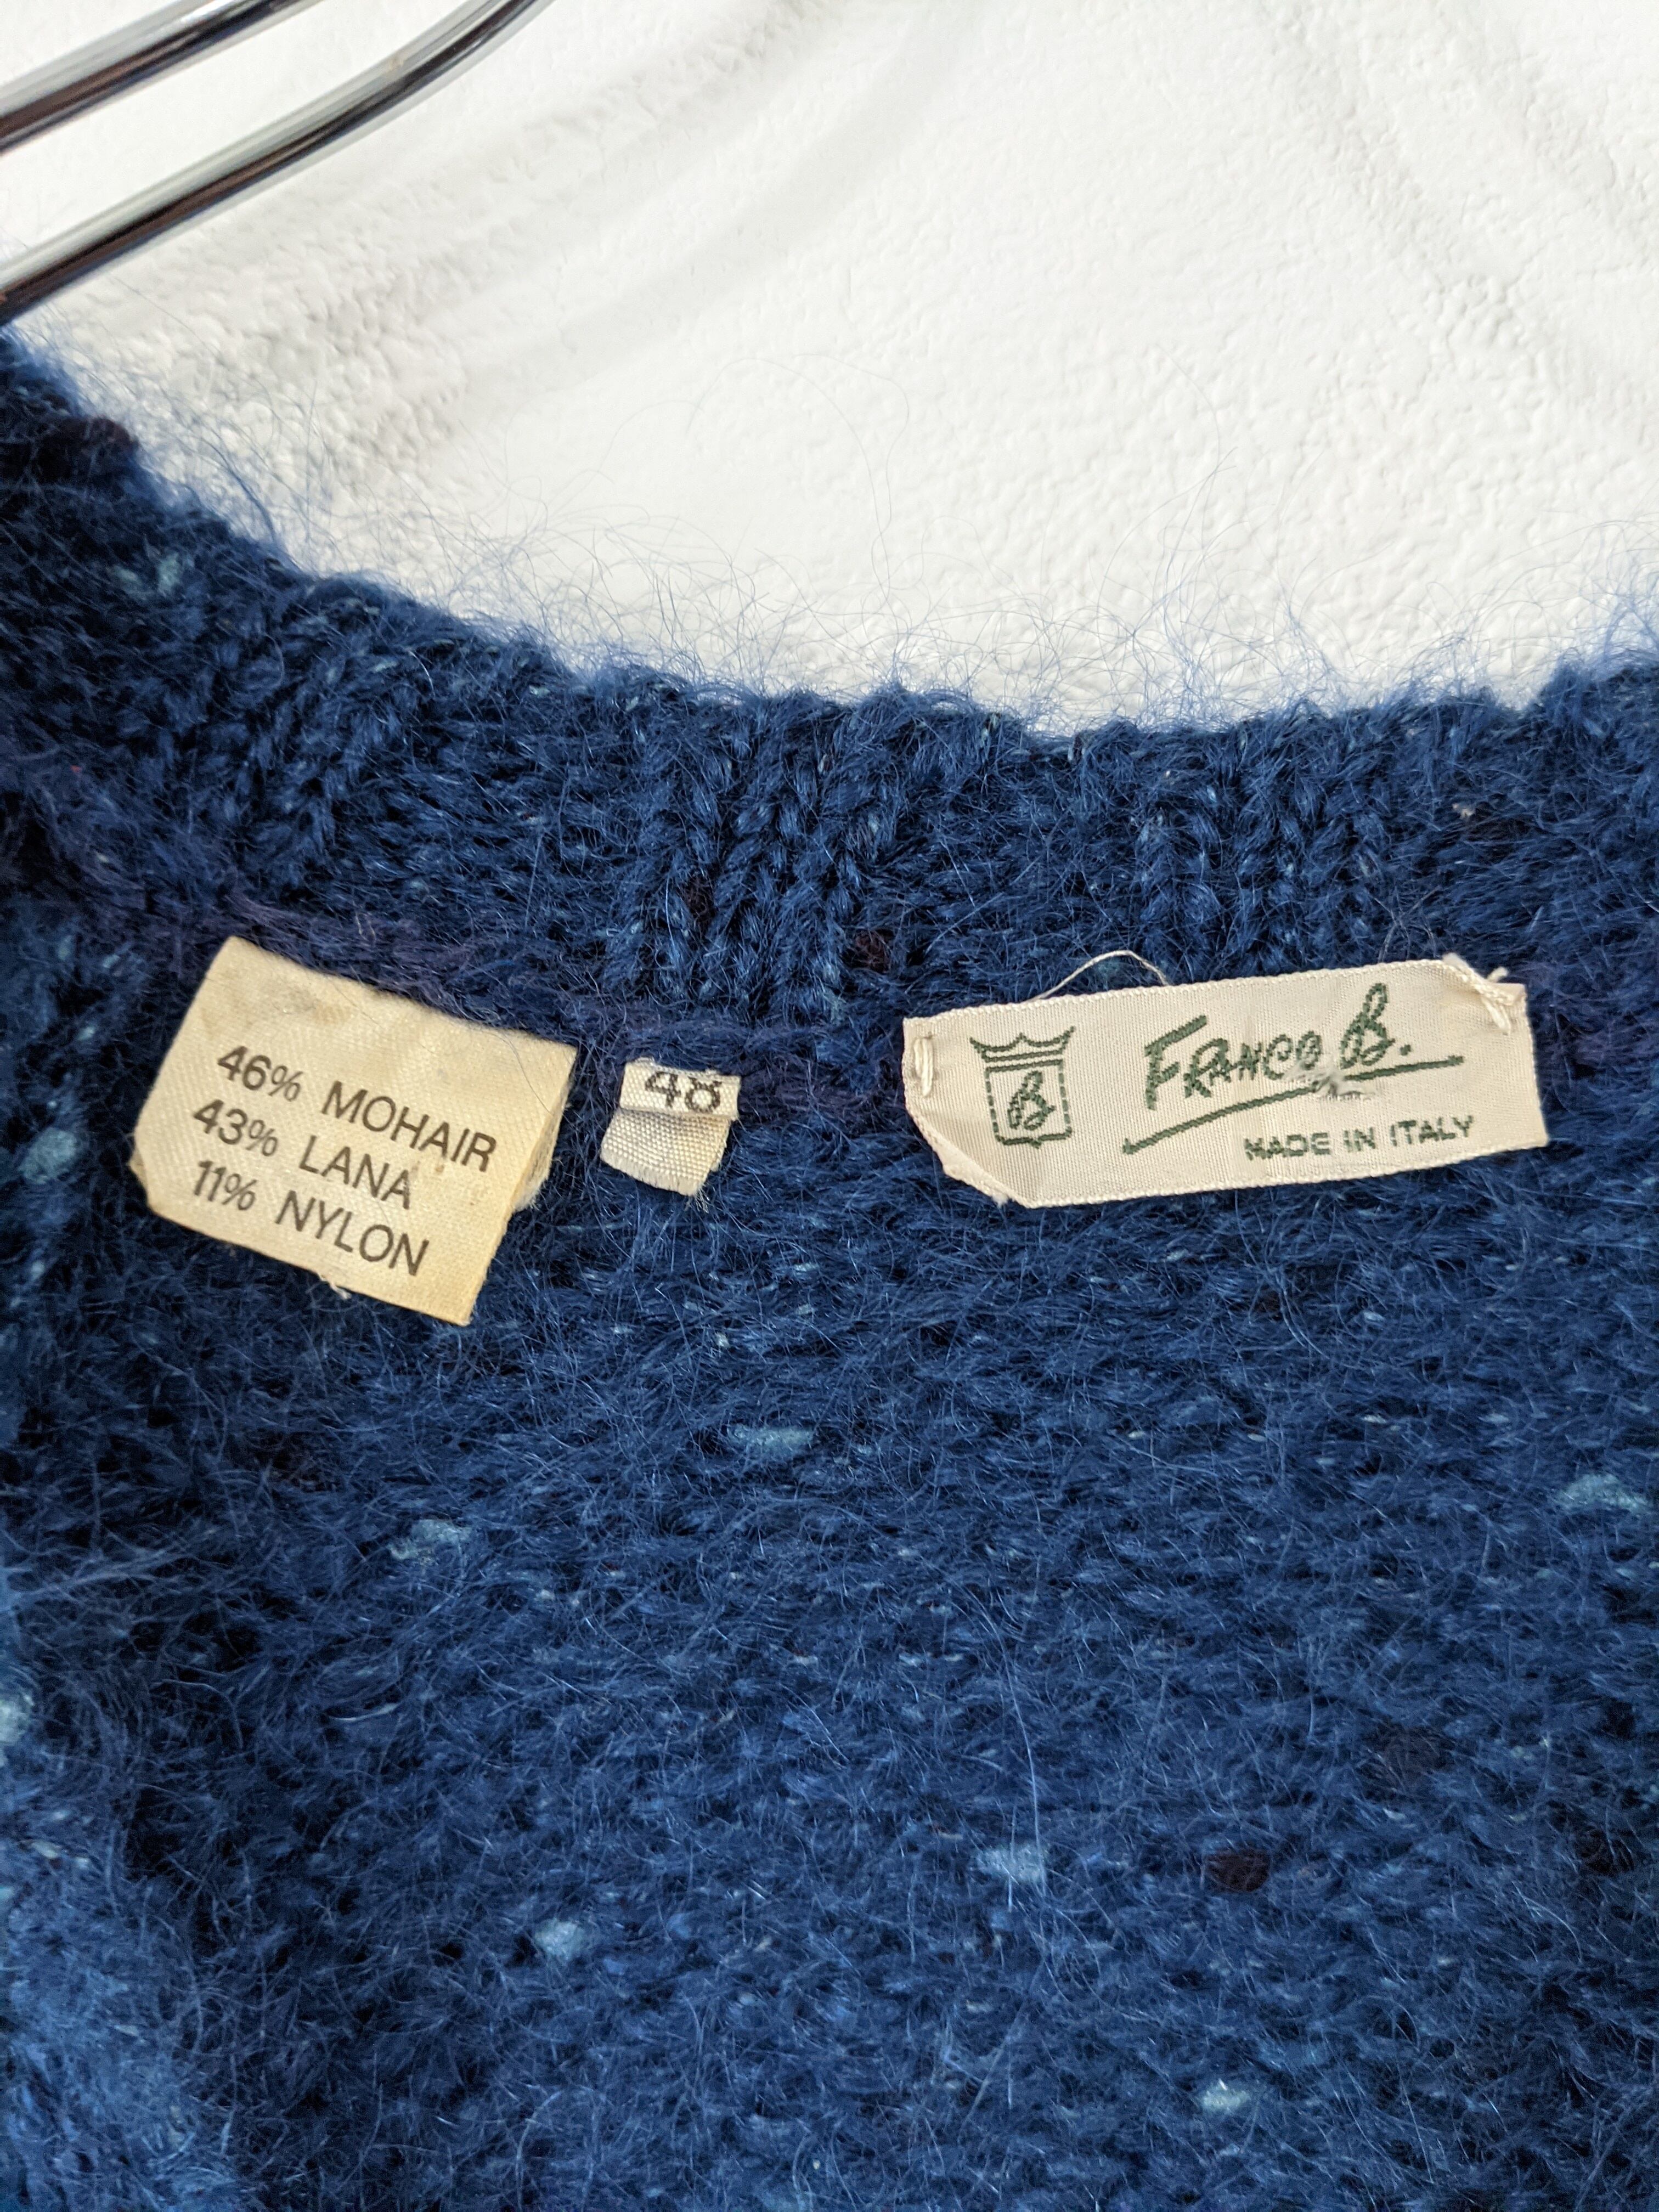 46% MOHAIR
43% LANA
11% NYLON
48
B
FRANCO B.
MADE IN ITALY